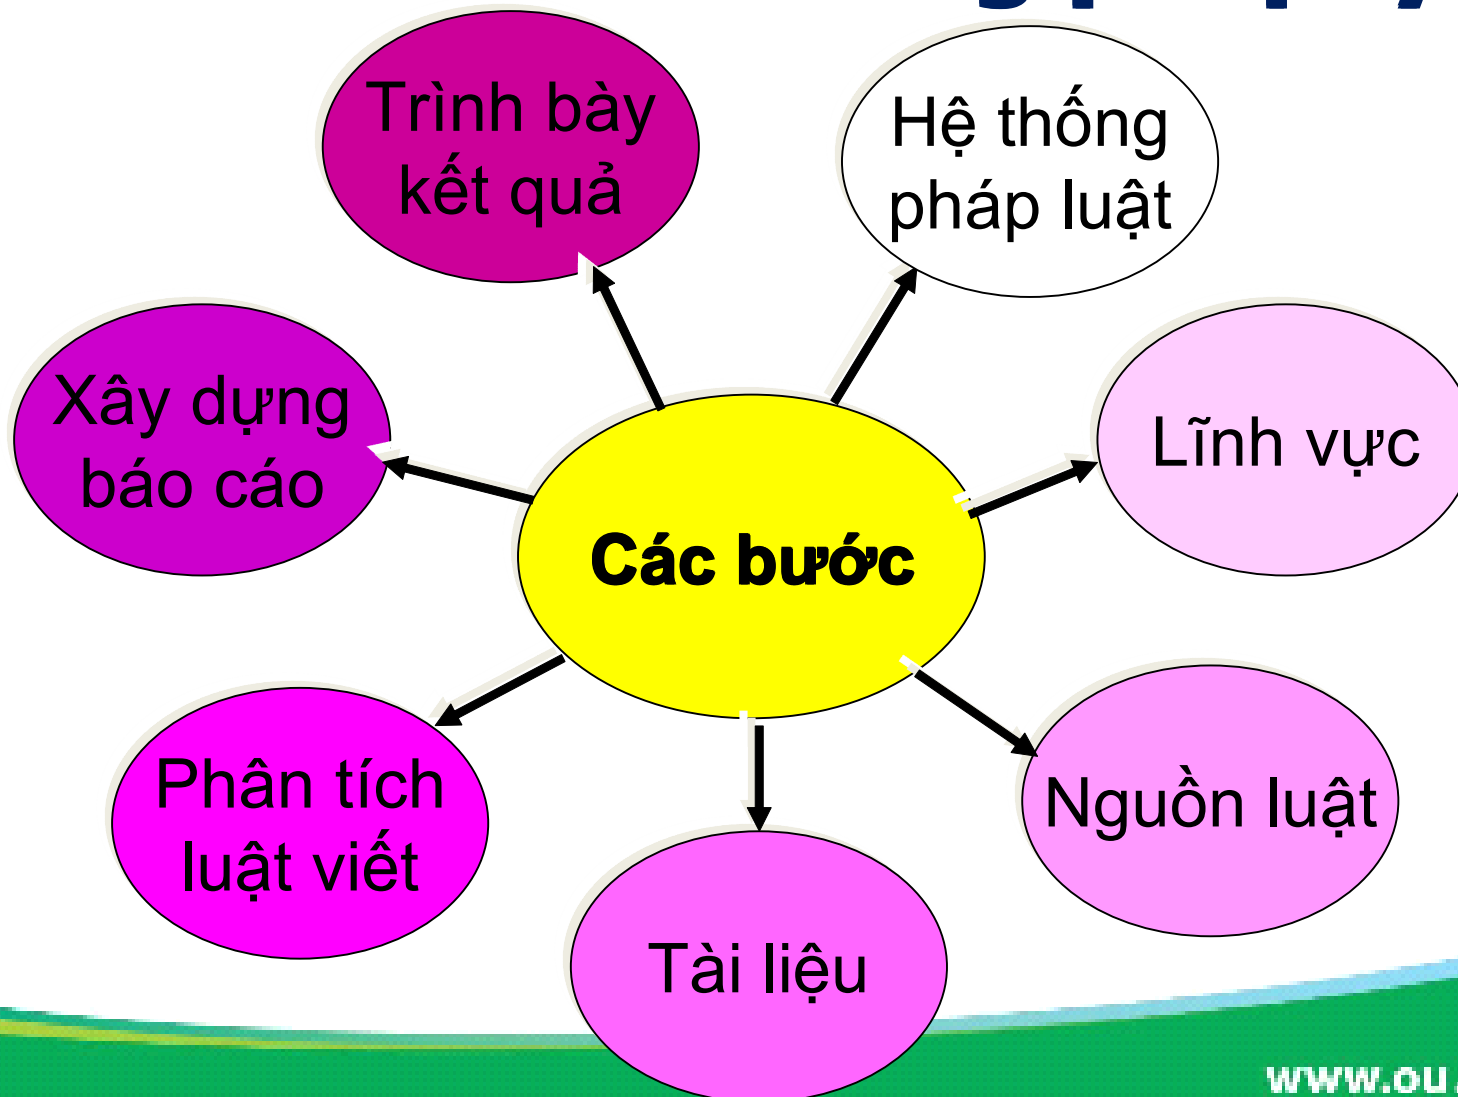 Trình bày
kết quả
Hệ thống
pháp luật
Xây dựng
báo cáo
Lĩnh vực
Các bước
Phân tích
luật viết
Nguồn luật
Tài liệu
www.ou.